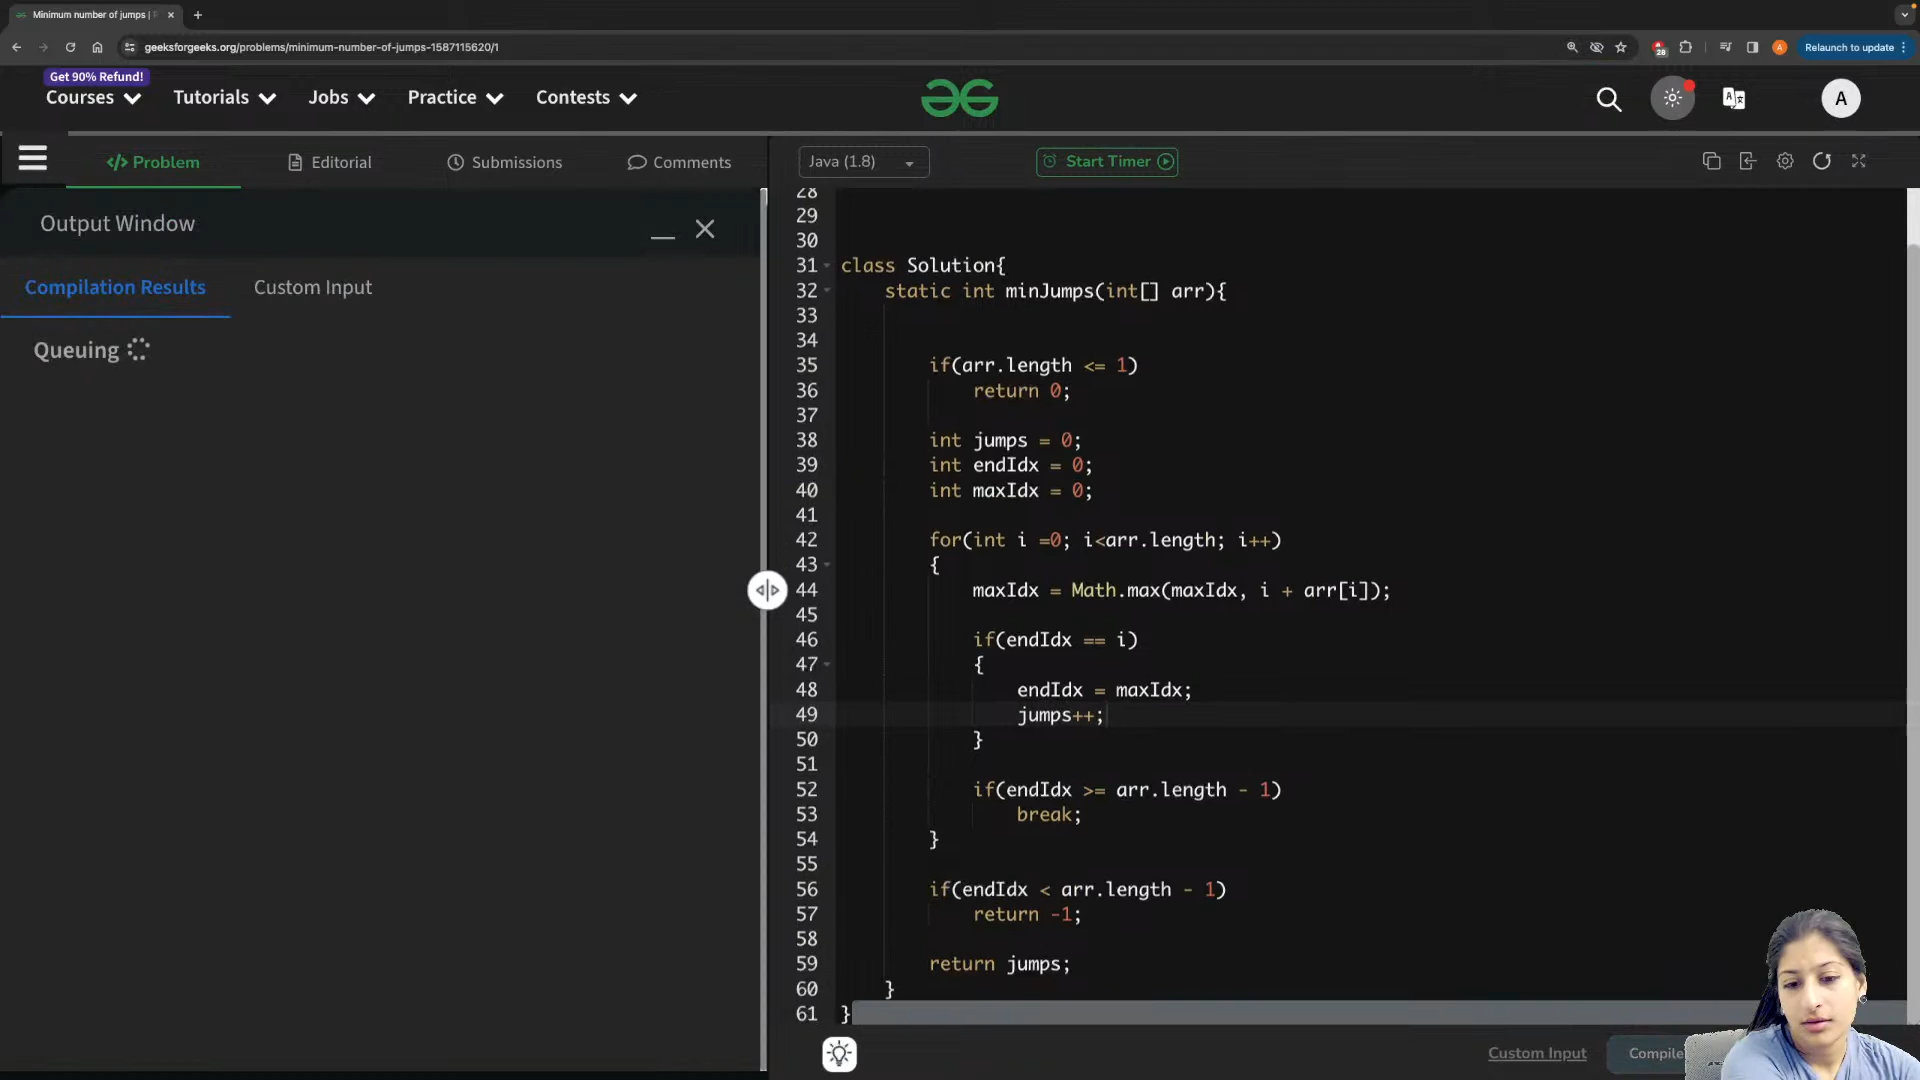 Minimum number of jumps |
geeksforgeeks.org/problems/minimum-number-of-jumps-1587115620/1
28
A
Relaunch to update
Get 90% Refund!
Courses
Tutorials
Jobs
Practice
Contests
A
Problem
Editorial
Submissions
Comments
Java (1.8)
Start Timer
Output Window
Compilation Results
Custom Input
Queuing
28
29
30
31 class Solution{
32 static int minJumps(int[] arr){
33
34
35 if(arr.length <= 1)
36 return 0;
37
38 int jumps = 0;
39 int endIdx = 0;
40 int maxIdx = 0;
41
42 for(int i =0; i<arr.length; i++)
43 {
44 maxIdx = Math.max(maxIdx, i + arr[i]);
45
46 if(endIdx == i)
47 {
48 endIdx = maxIdx;
49 jumps++;
50 }
51
52 if(endIdx >= arr.length - 1)
53 break;
54 }
55
56 if(endIdx < arr.length - 1)
57 return -1;
58
59 return jumps;
60 }
61 }
Custom Input
Compile